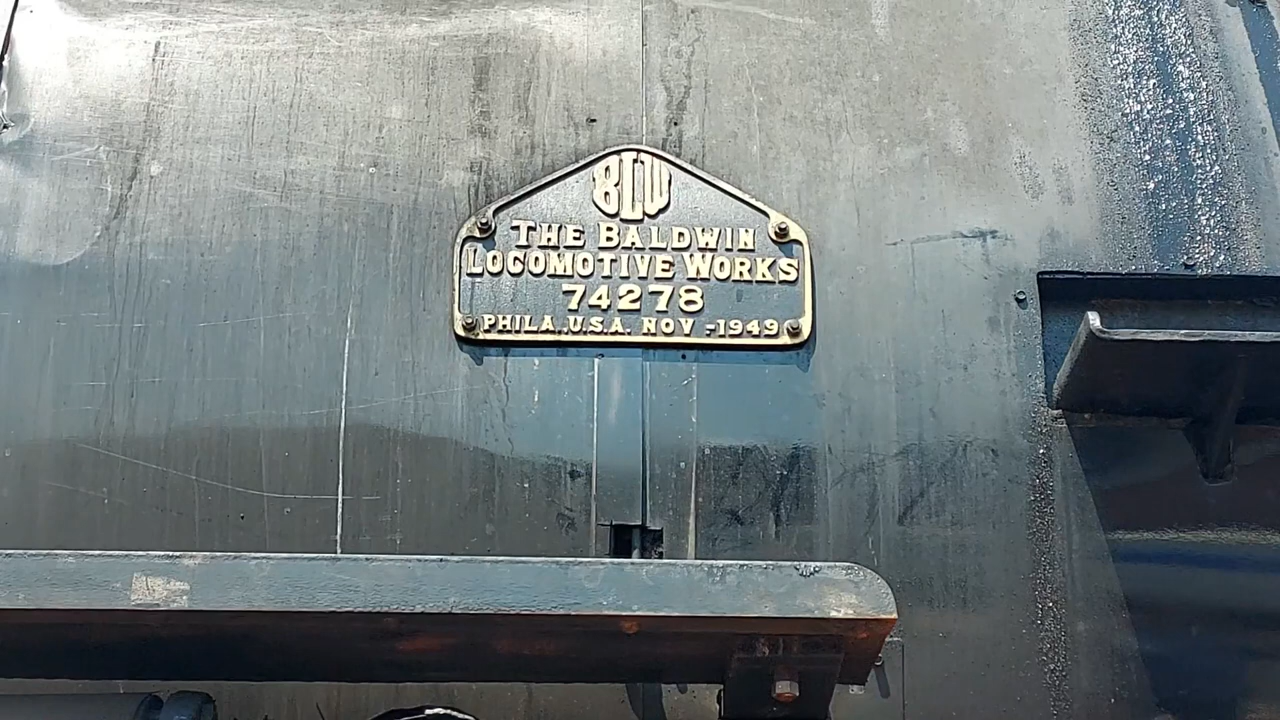 BLW
THE BALDWIN
LOCOMOTIVE WORKS
74278
PHILA., U.S.A. NOV -1949